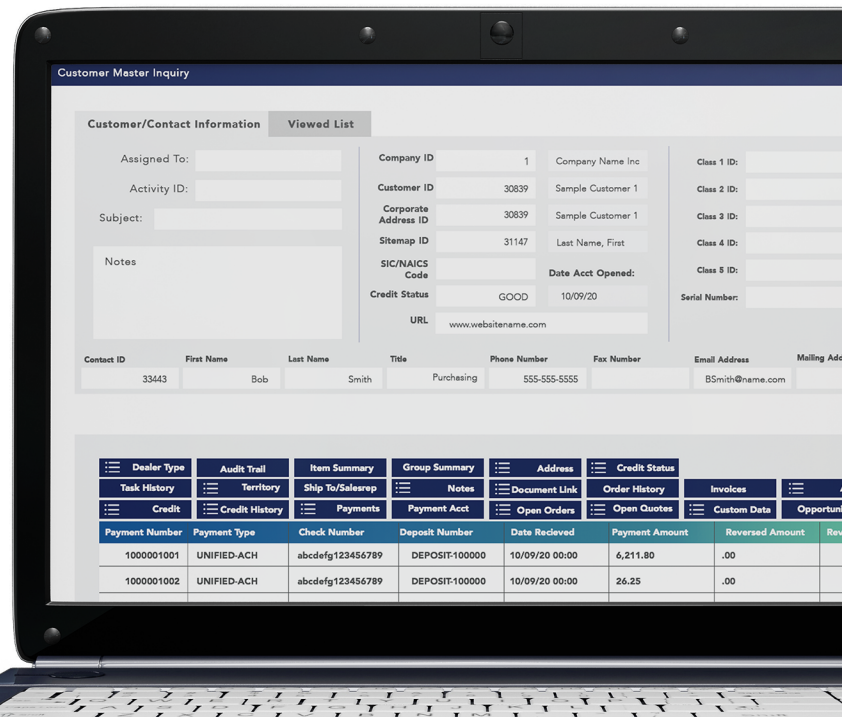 Customer Master Inquiry
Customer/Contact Information Viewed List
Assigned To:
Activity ID:
Subject:
Notes
Company ID 1 Company Name Inc
Customer ID 30839 Sample Customer 1
Corporate
Address ID 30839 Sample Customer 1
Sitemap ID 31147 Last Name, First
SIC/NAICS
Code Date Acct Opened:
Credit Status GOOD 10/09/20
URL www.websitename.com
Class 1 ID:
Class 2 ID:
Class 3 ID:
Class 4 ID:
Class 5 ID:
Serial Number:
Contact ID First Name Last Name Title Phone Number Fax Number Email Address Mailing
33443 Bob Smith Purchasing 555-555-5555 BSmith@name.com
Dealer Type Audit Trail Item Summary Group Summary Address Credit Status
Task History Territory Ship To/Salesrep Notes Document Link Order History Invoices
Credit Credit History Payments Payment Acct Open Orders Open Quotes Custom Data Opportuni
Payment Number Payment Type Check Number Deposit Number Date Recieved Payment Amount Reversed Amount Rev
1000001001 UNIFIED-ACH abcdefg123456789 DEPOSIT-100000 10/09/20 00:00 6,211.80 .00
1000001002 UNIFIED-ACH abcdefg123456789 DEPOSIT-100000 10/09/20 00:00 26.25 .00